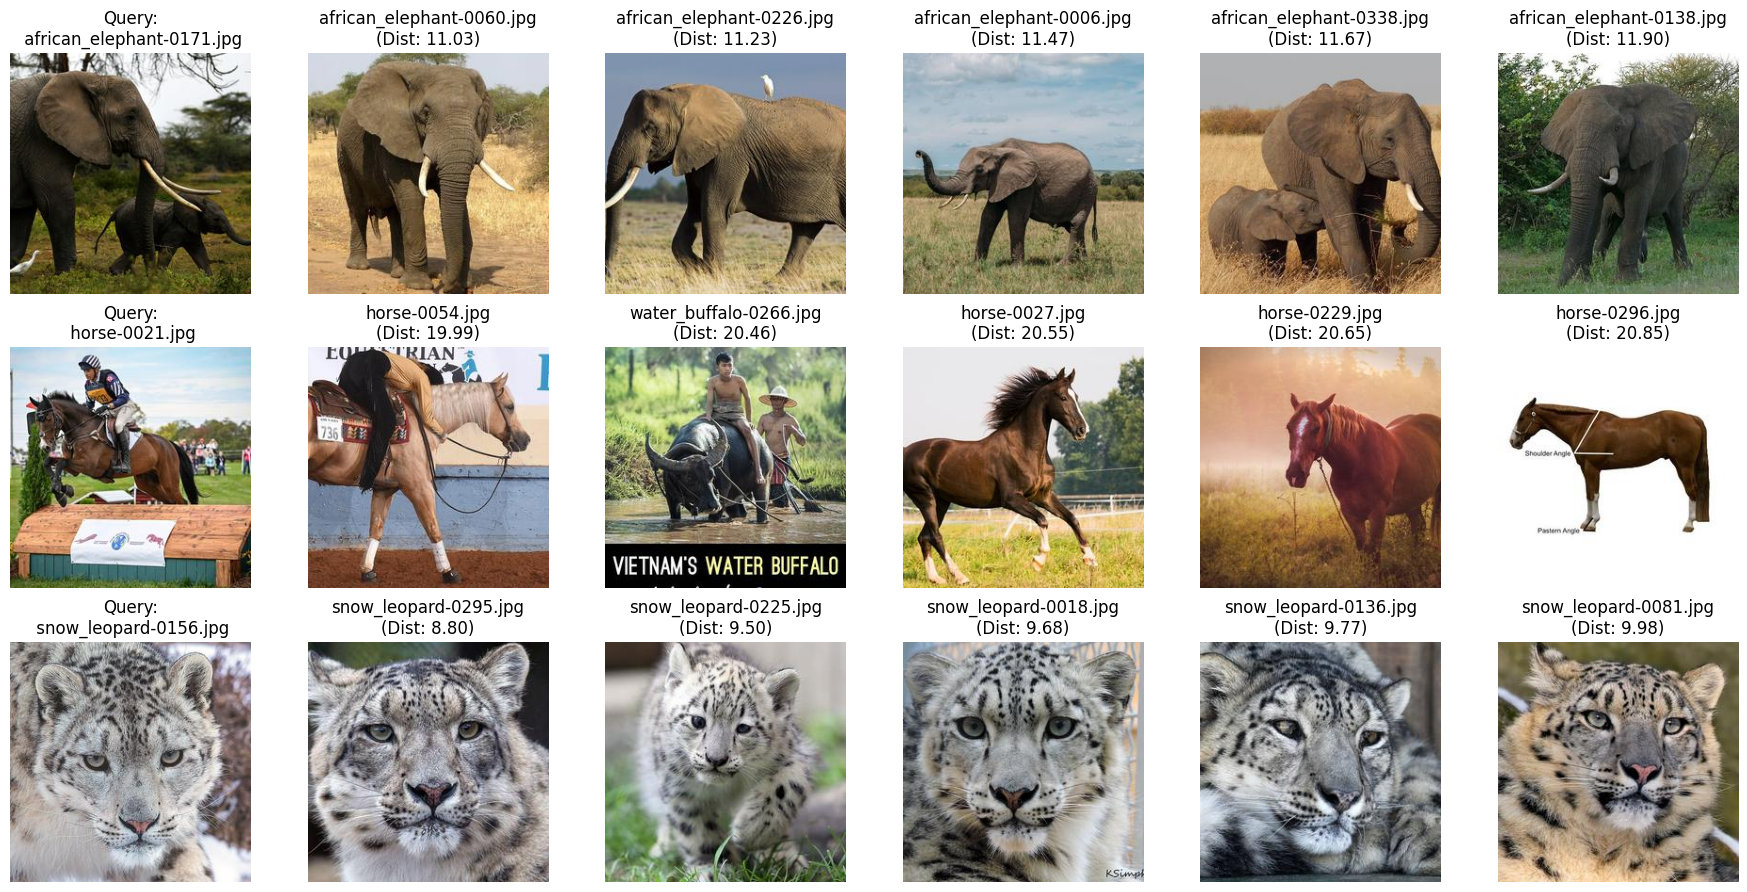 Query:
african_elephant-0171.jpg
african_elephant-0060.jpg
(Dist: 11.03)
african_elephant-0226.jpg
(Dist: 11.23)
african_elephant-0006.jpg
(Dist: 11.47)
african_elephant-0338.jpg
(Dist: 11.67)
african_elephant-0138.jpg
(Dist: 11.90)
Query:
horse-0021.jpg
horse-0054.jpg
(Dist: 19.99)
EQUESTRIAN
736
water_buffalo-0266.jpg
(Dist: 20.46)
VIETNAM'S WATER BUFFALO
horse-0027.jpg
(Dist: 20.55)
horse-0229.jpg
(Dist: 20.65)
horse-0296.jpg
(Dist: 20.85)
Shoulder Angle
Pastern Angle
Query:
snow_leopard-0156.jpg
snow_leopard-0295.jpg
(Dist: 8.80)
snow_leopard-0225.jpg
(Dist: 9.50)
snow_leopard-0018.jpg
(Dist: 9.68)
KSimph
snow_leopard-0136.jpg
(Dist: 9.77)
snow_leopard-0081.jpg
(Dist: 9.98)